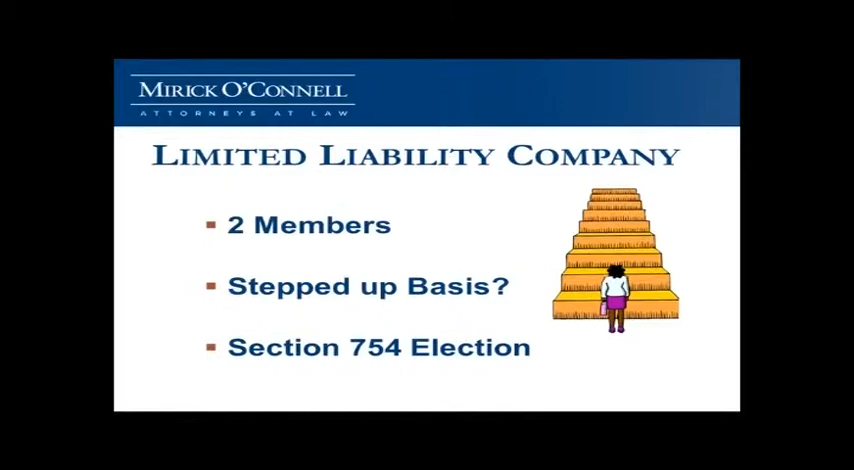 MIRICK O'CONNELL
ATTORNEYS AT LAW
LIMITED LIABILITY COMPANY
2 Members
Stepped up Basis?
Section 754 Election